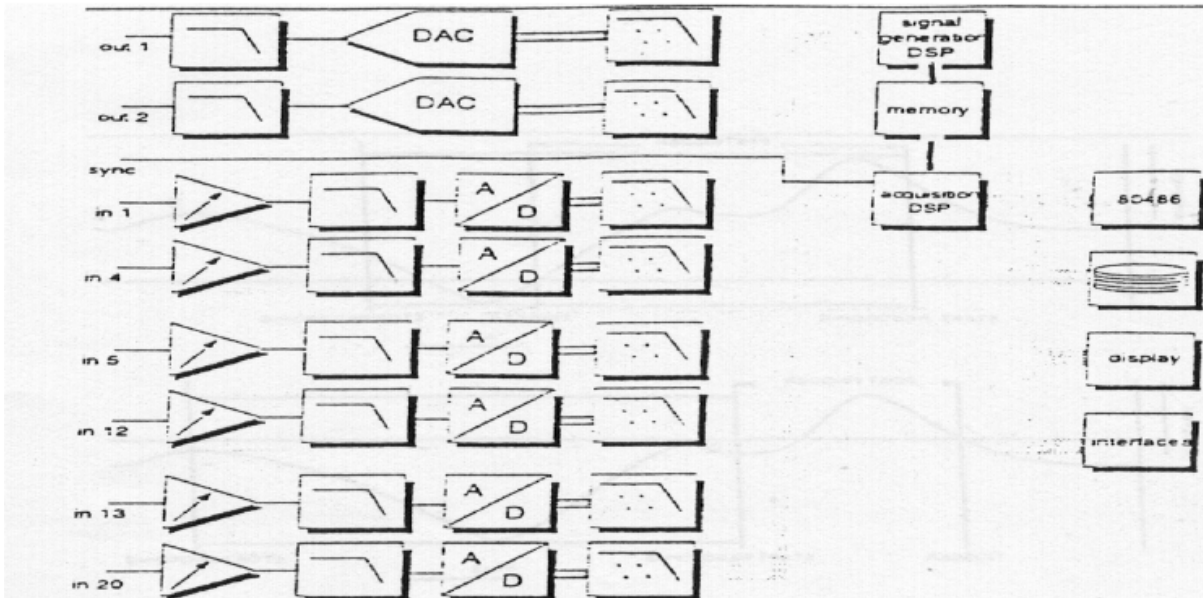 out 1
DAC
signal
generation
DSP
out 2
DAC
memory
sync
in 1
A
D
acquisition
DSP
80486
in 4
A
D
in 5
A
D
display
in 12
A
D
interfaces
in 13
A
D
in 20
A
D